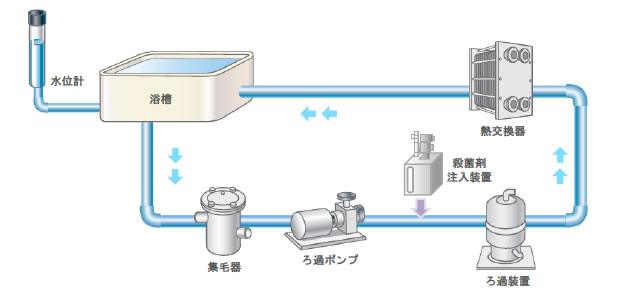 水位計
浴槽
熱交換器
殺菌剤
注入装置
集毛器
ろ過ポンプ
ろ過装置